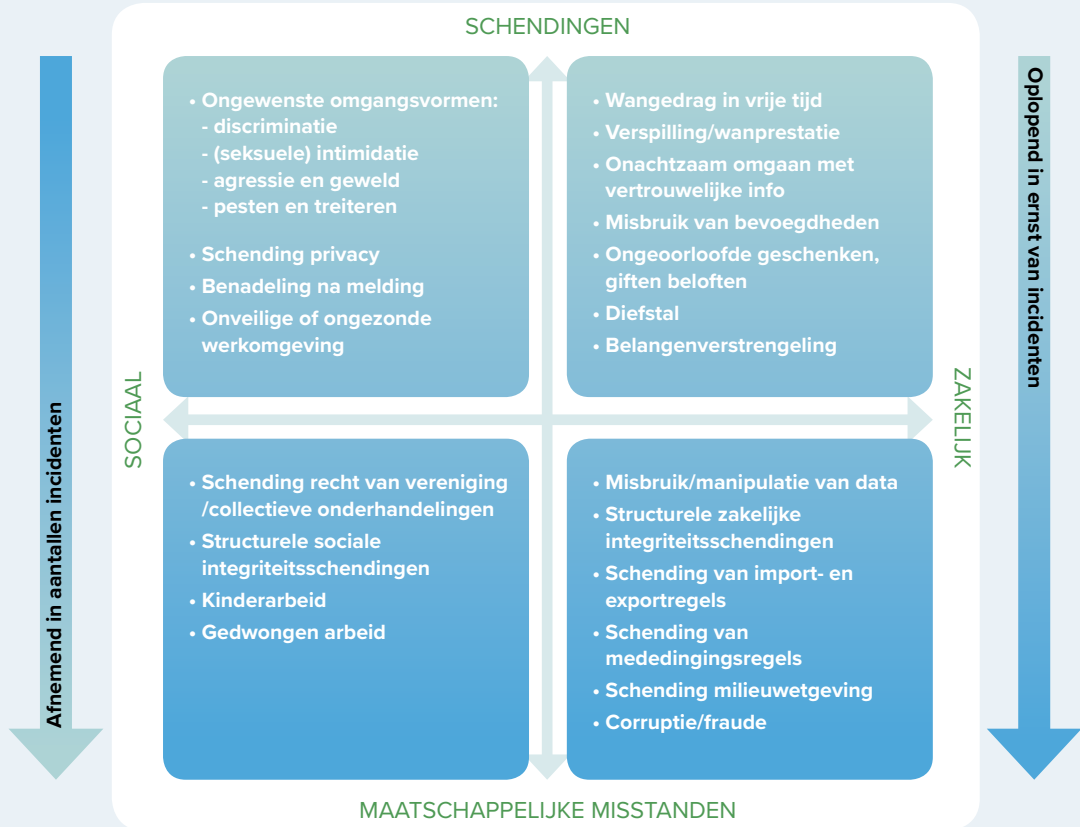 SCHENDINGEN
Afnemend in aantallen incidenten
SOCIAAL
• Ongewenste omgangsvormen:
- discriminatie
- (seksuele) intimidatie
- agressie en geweld
- pesten en treiteren
• Schending privacy
• Benadeling na melding
• Onveilige of ongezonde
werkomgeving
• Wangedrag in vrije tijd
• Verspilling/wanprestatie
• Onachtzaam omgaan met
vertrouwelijke info
• Misbruik van bevoegdheden
• Ongeoorloofde geschenken,
giften beloften
• Diefstal
• Belangenverstrengeling
• Schending recht van vereniging
/collectieve onderhandelingen
• Structurele sociale
integriteitsschendingen
• Kinderarbeid
• Gedwongen arbeid
• Misbruik/manipulatie van data
• Structurele zakelijke
integriteitsschendingen
• Schending van import- en
exportregels
• Schending van
mededingingsregels
• Schending milieuwetgeving
• Corruptie/fraude
ZAKELIJK
Oplopend in ernst van incidenten
MAATSCHAPPELIJKE MISSTANDEN